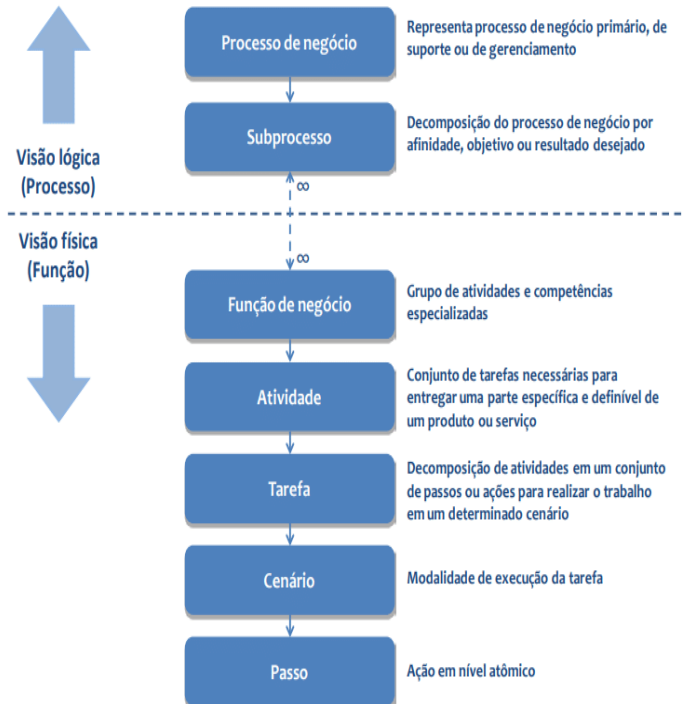 Processo de negócio
Representa processo de negócio primário, de
suporte ou de gerenciamento
Subprocesso
Decomposição do processo de negócio por
afinidade, objetivo ou resultado desejado
Visão lógica
(Processo)
∞
Visão física
(Função)
∞
Função de negócio
Grupo de atividades e competências
especializadas
Atividade
Conjunto de tarefas necessárias para
entregar uma parte específica e definível de
um produto ou serviço
Tarefa
Decomposição de atividades em um conjunto
de passos ou ações para realizar o trabalho
em um determinado cenário
Cenário
Modalidade de execução da tarefa
Passo
Ação em nível atômico